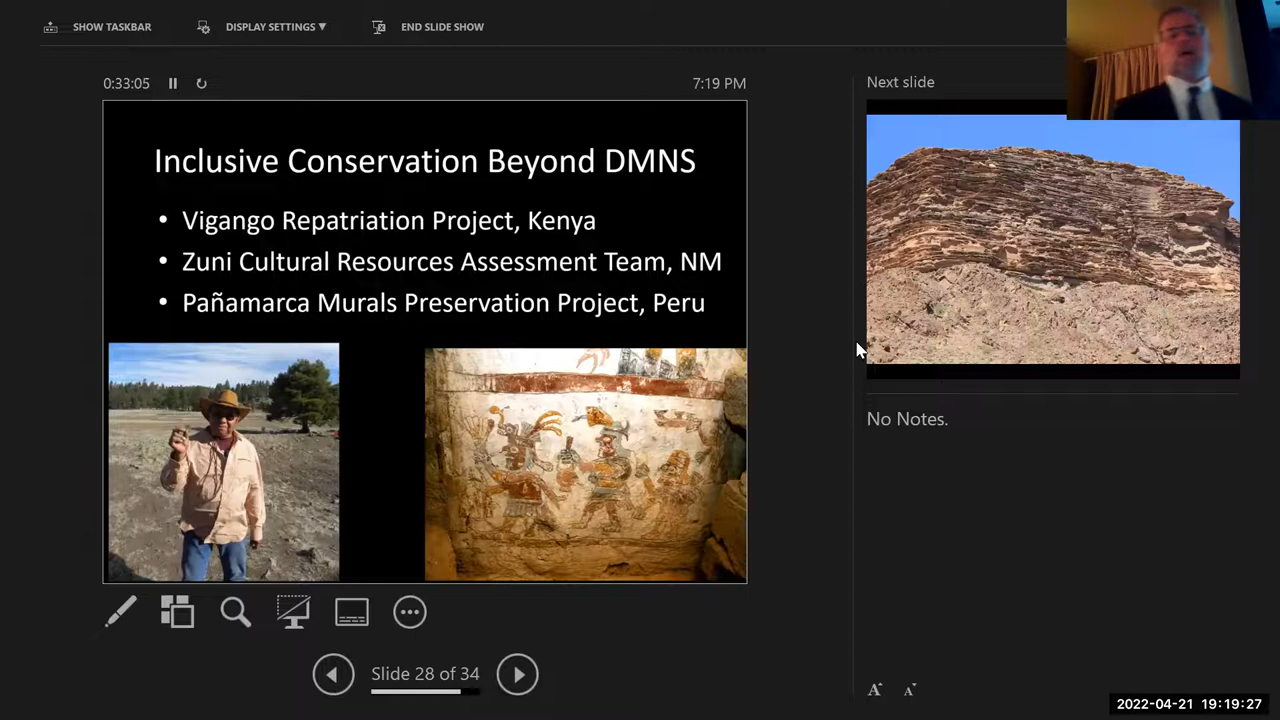 SHOW TASKBAR
DISPLAY SETTINGS ▼
END SLIDE SHOW
0:33:05
7:19 PM
Next slide
Inclusive Conservation Beyond DMNS
• Vigango Repatriation Project, Kenya
• Zuni Cultural Resources Assessment Team, NM
• Pañamarca Murals Preservation Project, Peru
No Notes.
Slide 28 of 34
A A
2022-04-21 19:19:27